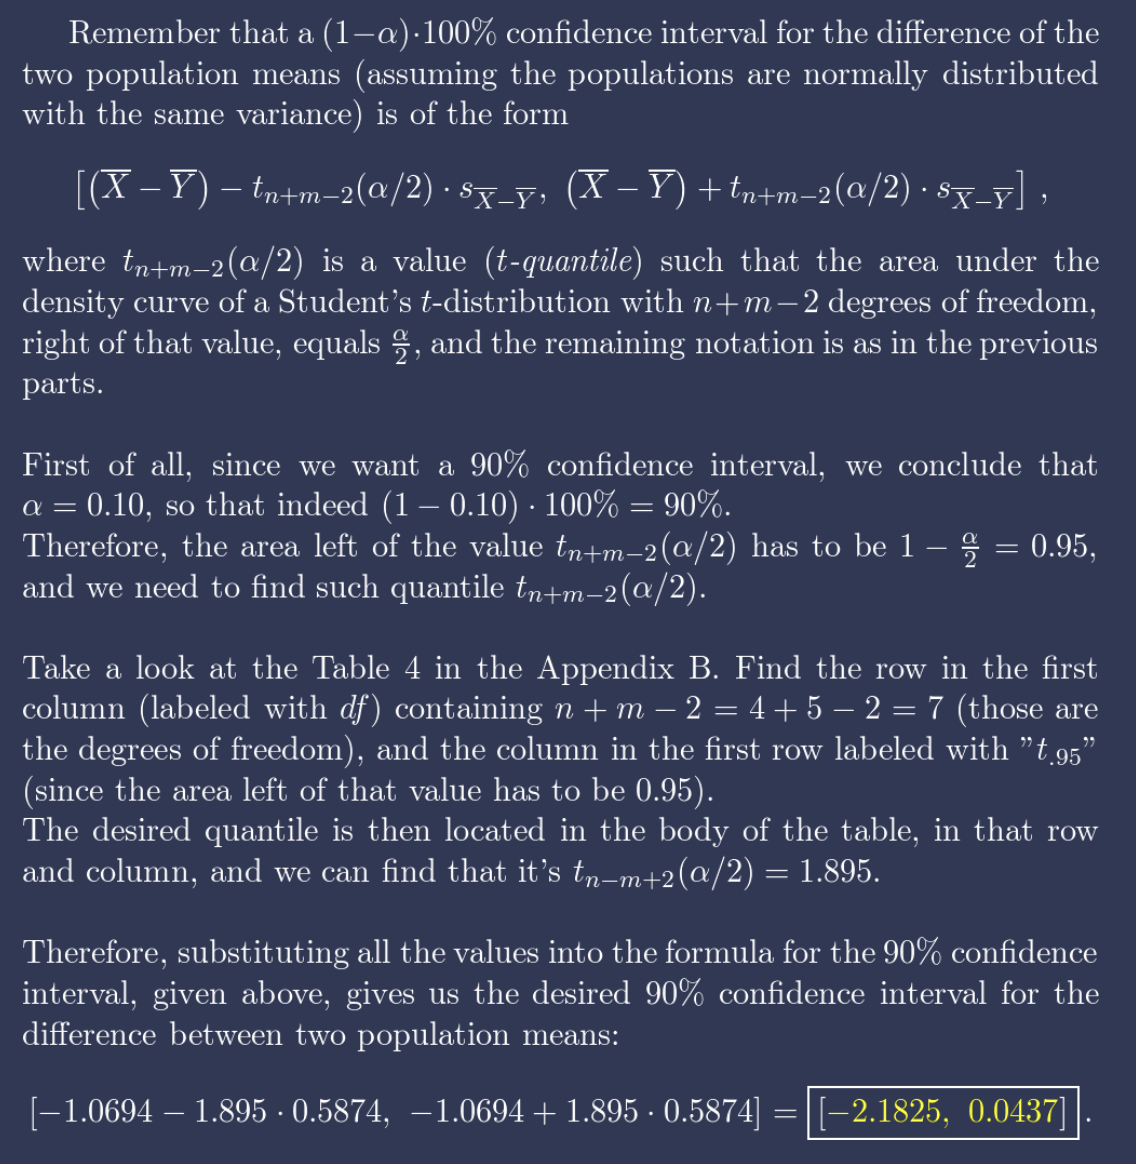 Remember that a (1−α)·100% confidence interval for the difference of the
two population means (assuming the populations are normally distributed
with the same variance) is of the form
[(X̅ − Y̅) − tₙ₊ₘ₋₂(α/2) · s_X̅−Y̅, (X̅ − Y̅) + tₙ₊ₘ₋₂(α/2) · s_X̅−Y̅] ,
where tₙ₊ₘ₋₂(α/2) is a value (t-quantile) such that the area under the
density curve of a Student's t-distribution with n+m−2 degrees of freedom,
right of that value, equals α/2, and the remaining notation is as in the previous
parts.
First of all, since we want a 90% confidence interval, we conclude that
α = 0.10, so that indeed (1 − 0.10) · 100% = 90%.
Therefore, the area left of the value tₙ₊ₘ₋₂(α/2) has to be 1 − α/2 = 0.95,
and we need to find such quantile tₙ₊ₘ₋₂(α/2).
Take a look at the Table 4 in the Appendix B. Find the row in the first
column (labeled with df) containing n + m − 2 = 4 + 5 − 2 = 7 (those are
the degrees of freedom), and the column in the first row labeled with ”t.95”
(since the area left of that value has to be 0.95).
The desired quantile is then located in the body of the table, in that row
and column, and we can find that it's tₙ₋ₘ₊₂(α/2) = 1.895.
Therefore, substituting all the values into the formula for the 90% confidence
interval, given above, gives us the desired 90% confidence interval for the
difference between two population means:
[−1.0694 − 1.895 · 0.5874, −1.0694 + 1.895 · 0.5874] = [−2.1825, 0.0437] .